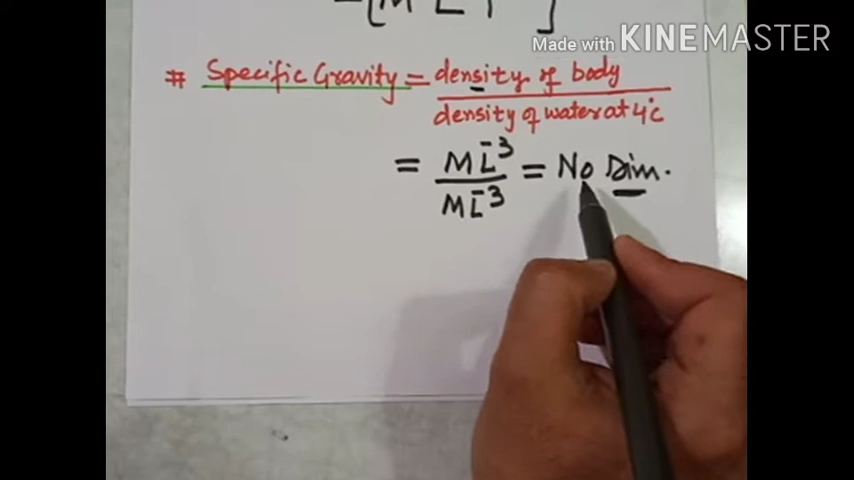 = [M L T ]
Made with KINEMASTER
# Specific Gravity = density of body
density of water at 4°c
= ML⁻³ = No Dim.
ML⁻³